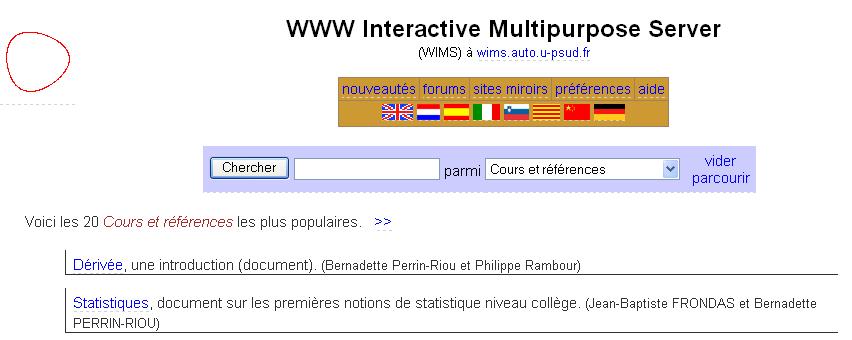 WWW Interactive Multipurpose Server
(WIMS) à wims.auto.u-psud.fr
nouveautés forums sites miroirs préférences aide
Chercher parmi Cours et références vider
parcourir
Voici les 20 Cours et références les plus populaires. >>
Dérivée, une introduction (document). (Bernadette Perrin-Riou et Philippe Rambour)
Statistiques, document sur les premières notions de statistique niveau collège. (Jean-Baptiste FRONDAS et Bernadette
PERRIN-RIOU)